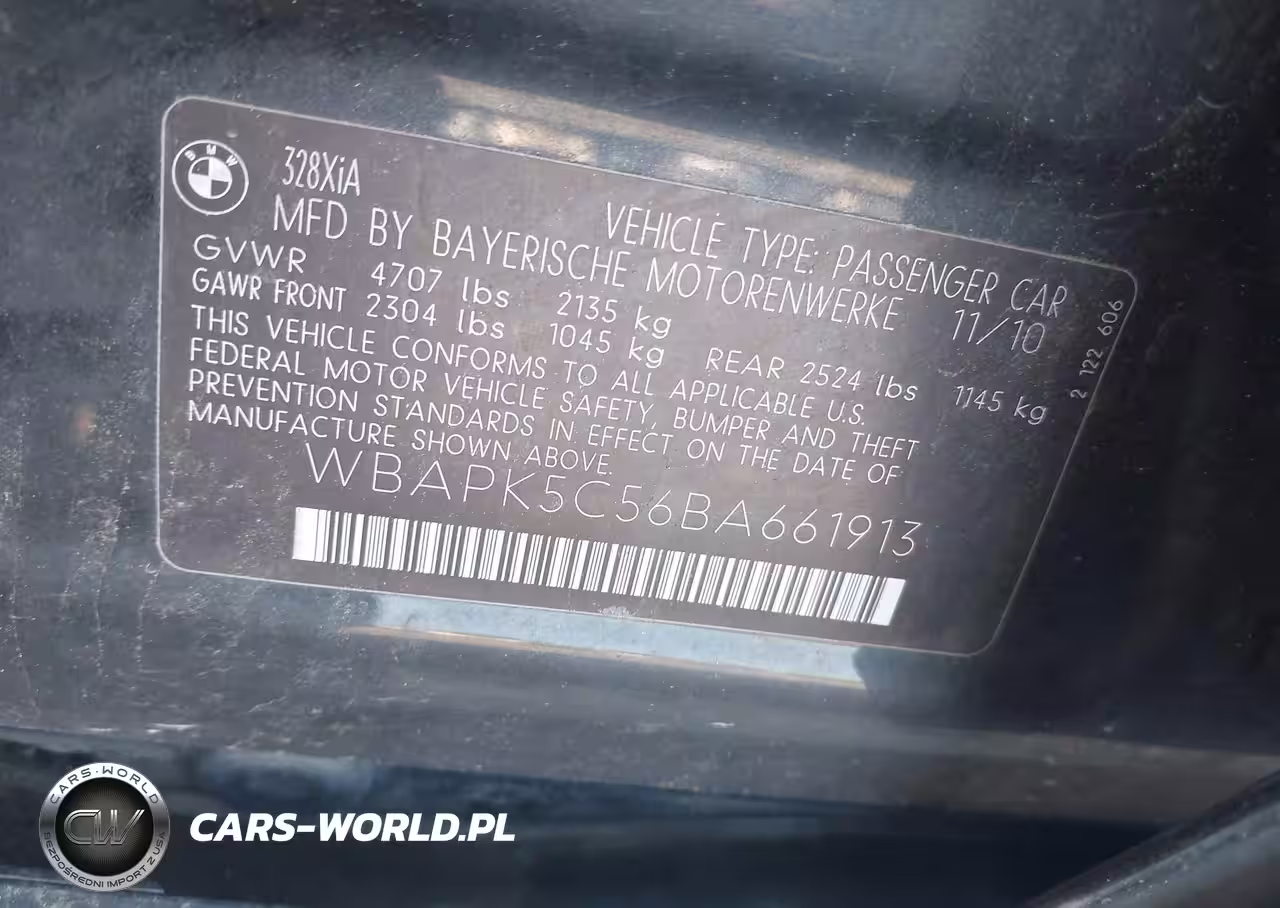 BMW
328XiA
VEHICLE TYPE: PASSENGER CAR
MFD BY BAYERISCHE MOTORENWERKE 11/10
GVWR 4707 lbs 2135 kg
GAWR FRONT 2304 lbs 1045 kg REAR 2524 lbs 1145 kg
THIS VEHICLE CONFORMS TO ALL APPLICABLE U.S.
FEDERAL MOTOR VEHICLE SAFETY, BUMPER AND THEFT
PREVENTION STANDARDS IN EFFECT ON THE DATE OF
MANUFACTURE SHOWN ABOVE.
WBAPK5C56BA661913
2 122 606
CARS-WORLD
CW
BEZPOŚREDNI IMPORT Z USA
CARS-WORLD.PL